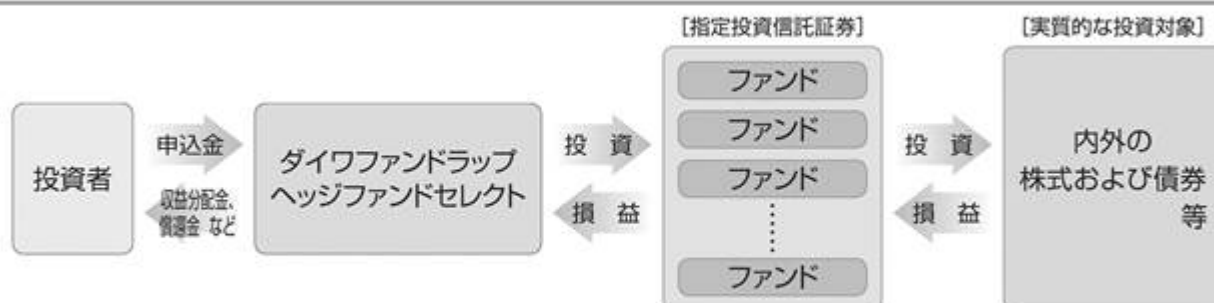 [指定投資信託証券]
[実質的な投資対象]
投資者
申込金
収益分配金、
償還金 など
ダイワファンドラップ
ヘッジファンドセレクト
投 資
損 益
ファンド
ファンド
ファンド
ファンド
投 資
損 益
内外の
株式および債券
等